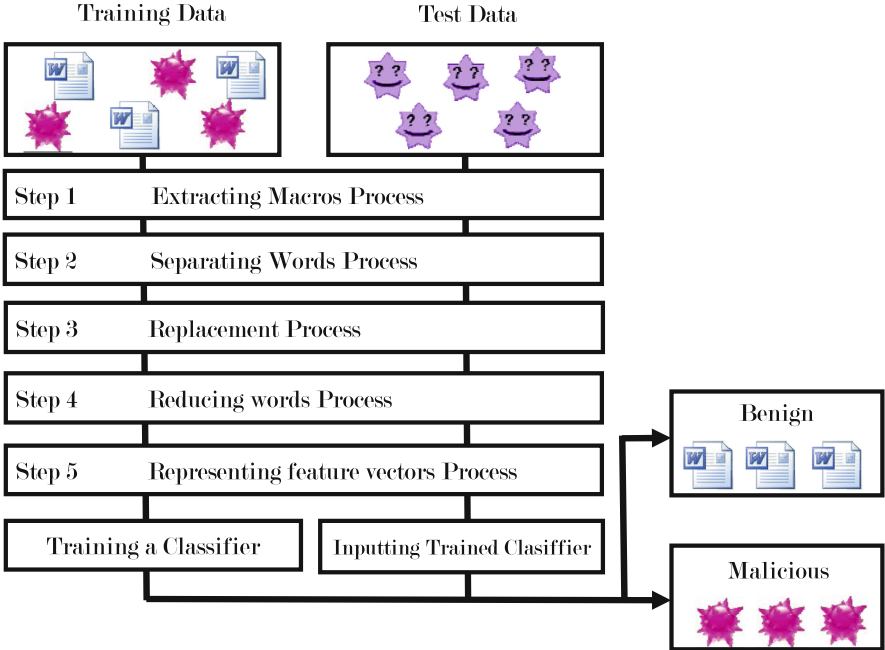 Training Data
Test Data
W
W
W
? ?
? ?
? ?
? ?
? ?
Step 1 Extracting Macros Process
Step 2 Separating Words Process
Step 3 Replacement Process
Step 4 Reducing words Process
Step 5 Representing feature vectors Process
Training a Classifier
Inputting Trained Clasiffier
Benign
W
W
W
Malicious